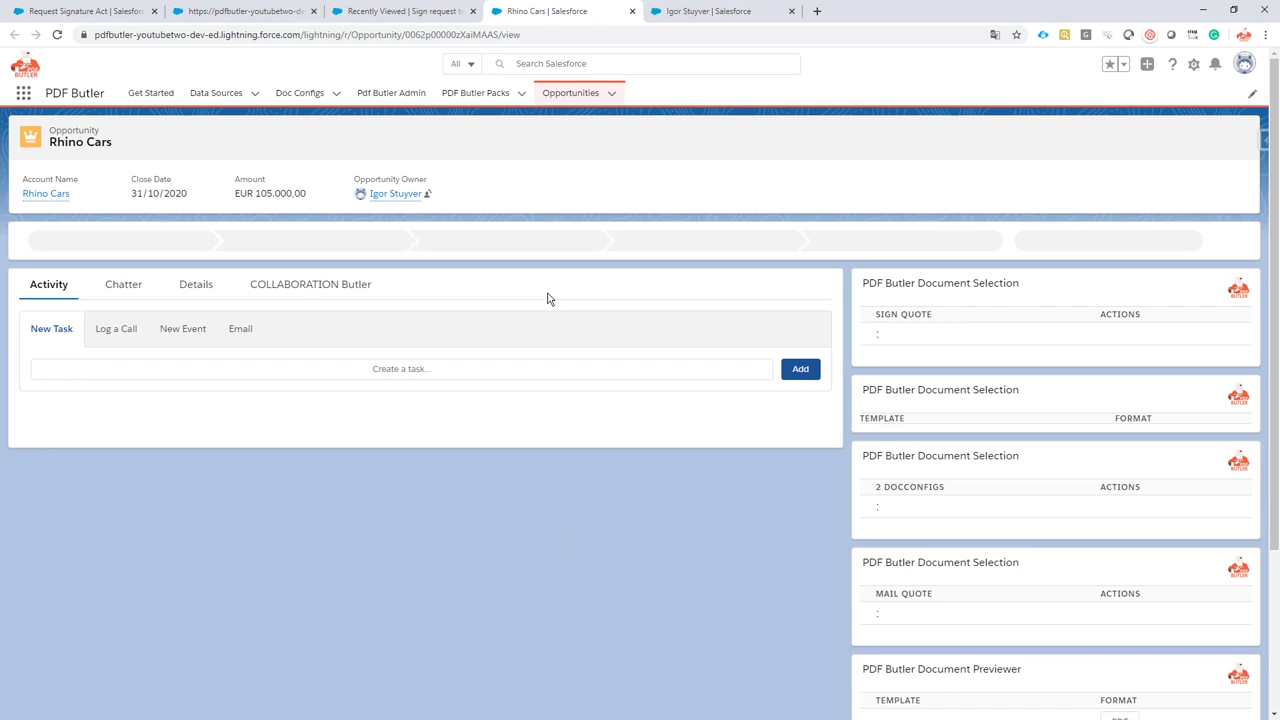 Request Signature Act | Salesfor
https://pdfbutler-youtubetwo-de
Recently Viewed | Sign request t
Rhino Cars | Salesforce
Igor Stuyver | Salesforce
pdfbutler-youtubetwo-dev-ed.lightning.force.com/lightning/r/Opportunity/0062p00000zXaiMAAS/view
All
Search Salesforce
PDF Butler
Get Started
Data Sources
Doc Configs
Pdf Butler Admin
PDF Butler Packs
Opportunities
Opportunity
Rhino Cars
Account Name
Close Date
Amount
Opportunity Owner
Rhino Cars
31/10/2020
EUR 105.000,00
Igor Stuyver
Activity
Chatter
Details
COLLABORATION Butler
New Task
Log a Call
New Event
Email
Create a task...
Add
PDF Butler Document Selection
SIGN QUOTE
ACTIONS
:
PDF Butler Document Selection
TEMPLATE
FORMAT
PDF Butler Document Selection
2 DOCCONFIGS
ACTIONS
:
PDF Butler Document Selection
MAIL QUOTE
ACTIONS
:
PDF Butler Document Previewer
TEMPLATE
FORMAT